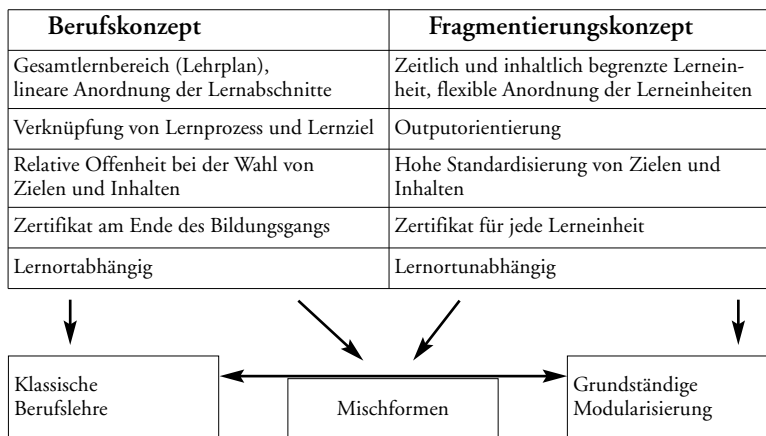 Berufskonzept
Fragmentierungskonzept
Gesamtlernbereich (Lehrplan),
lineare Anordnung der Lernabschnitte
Zeitlich und inhaltlich begrenzte Lernein-
heit, flexible Anordnung der Lerneinheiten
Verknüpfung von Lernprozess und Lernziel
Outputorientierung
Relative Offenheit bei der Wahl von
Zielen und Inhalten
Hohe Standardisierung von Zielen und
Inhalten
Zertifikat am Ende des Bildungsgangs
Zertifikat für jede Lerneinheit
Lernortabhängig
Lernortunabhängig
Klassische
Berufslehre
Mischformen
Grundständige
Modularisierung